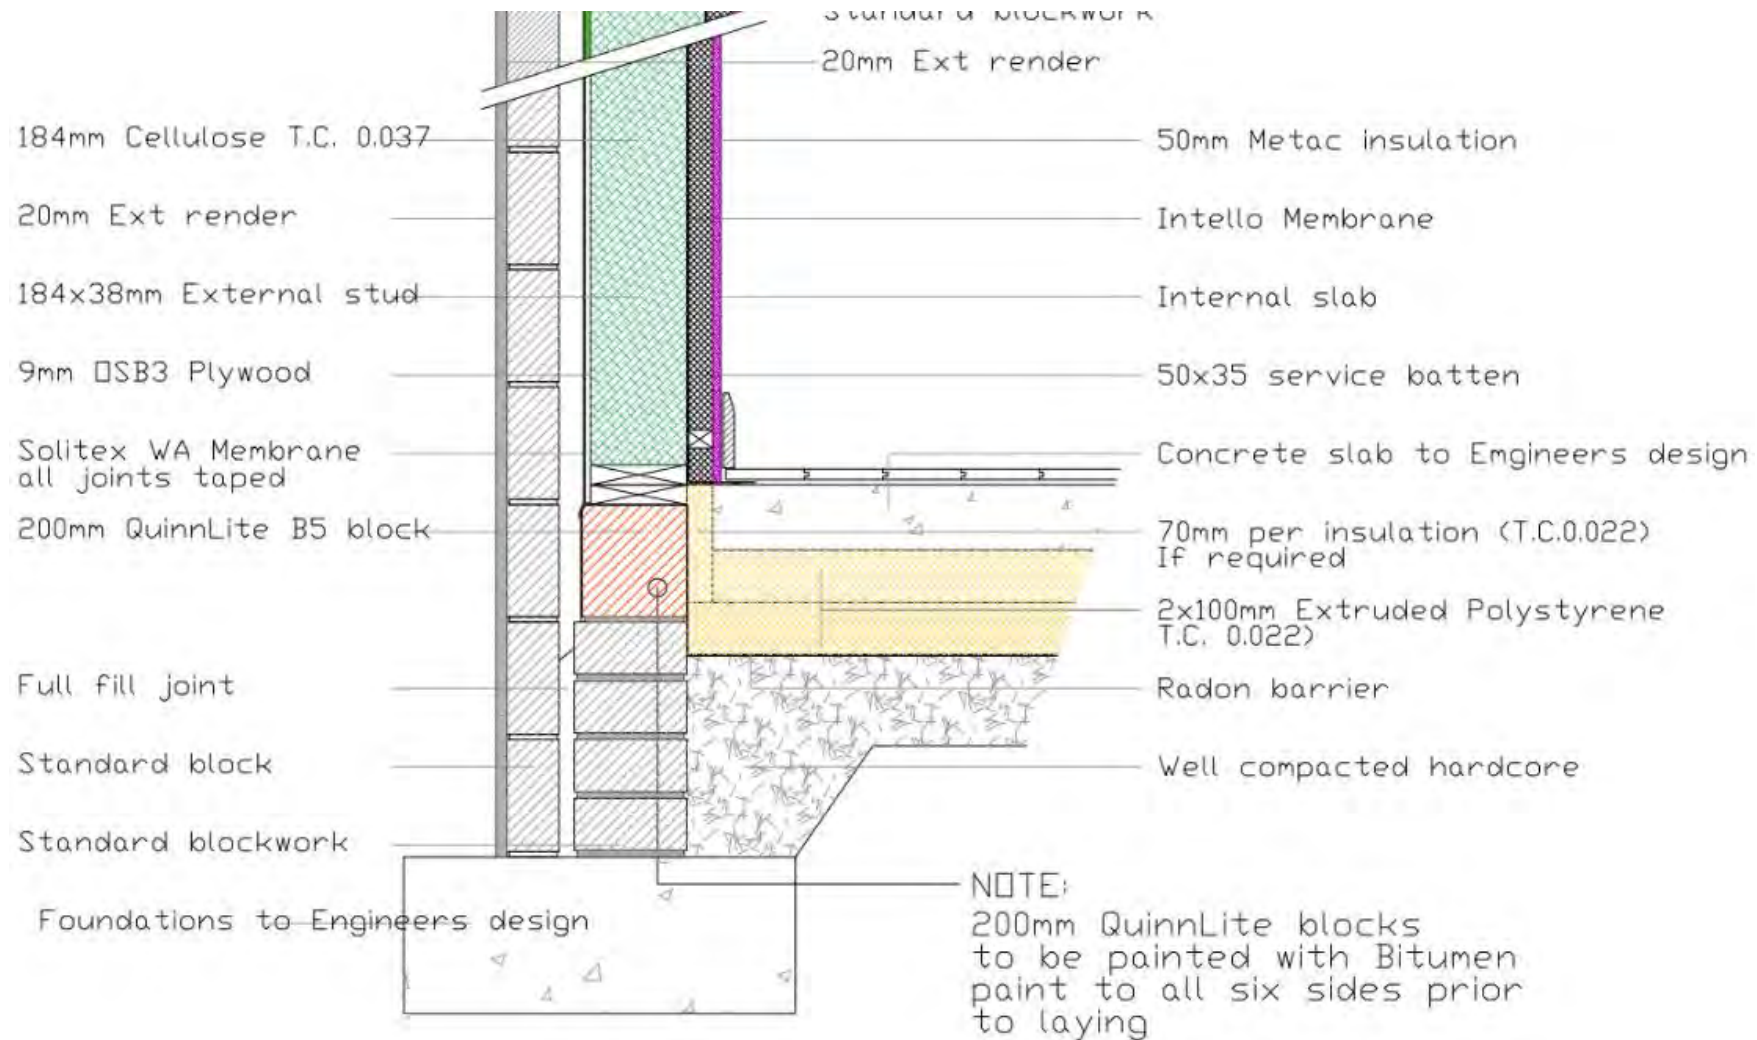 Standard blockwork
20mm Ext render
184mm Cellulose T.C. 0.037
20mm Ext render
184x38mm External stud
9mm OSB3 Plywood
Solitex WA Membrane
all joints taped
200mm QuinnLite B5 block
Full fill joint
Standard block
Standard blockwork
Foundations to Engineers design
50mm Metac insulation
Intello Membrane
Internal slab
50x35 service batten
Concrete slab to Emgineers design
70mm per insulation (T.C.0.022)
If required
2x100mm Extruded Polystyrene
T.C. 0.022)
Radon barrier
Well compacted hardcore
NOTE:
200mm QuinnLite blocks
to be painted with Bitumen
paint to all six sides prior
to laying